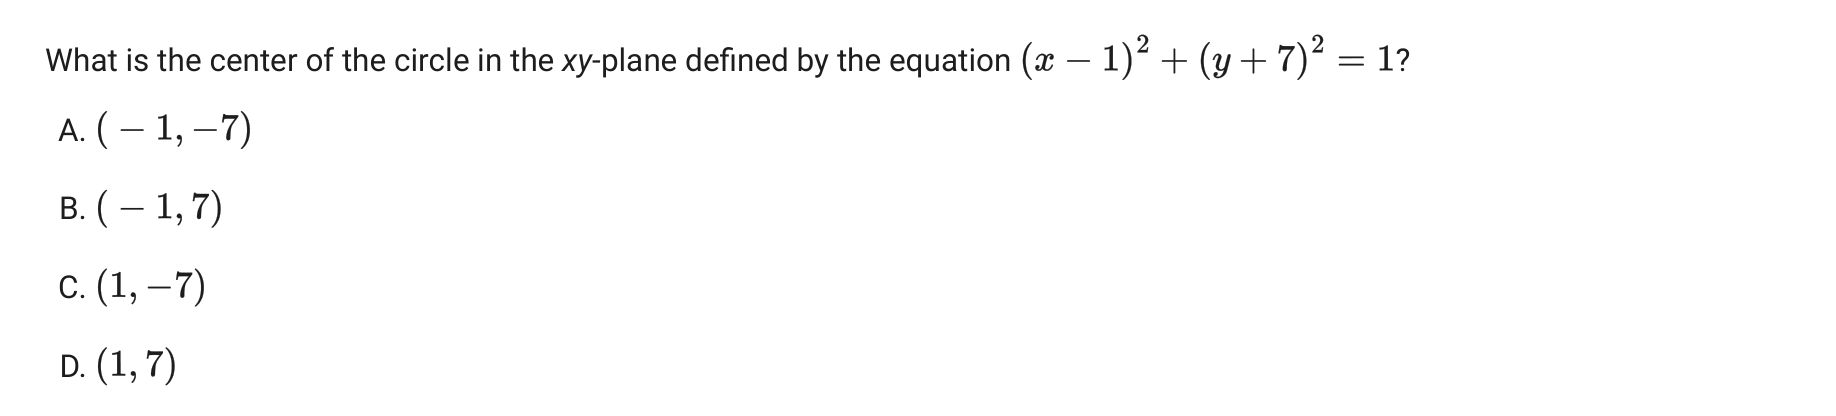 What is the center of the circle in the xy-plane defined by the equation (x − 1)² + (y + 7)² = 1?
A. ( − 1, −7)
B. ( − 1, 7)
C. (1, −7)
D. (1, 7)